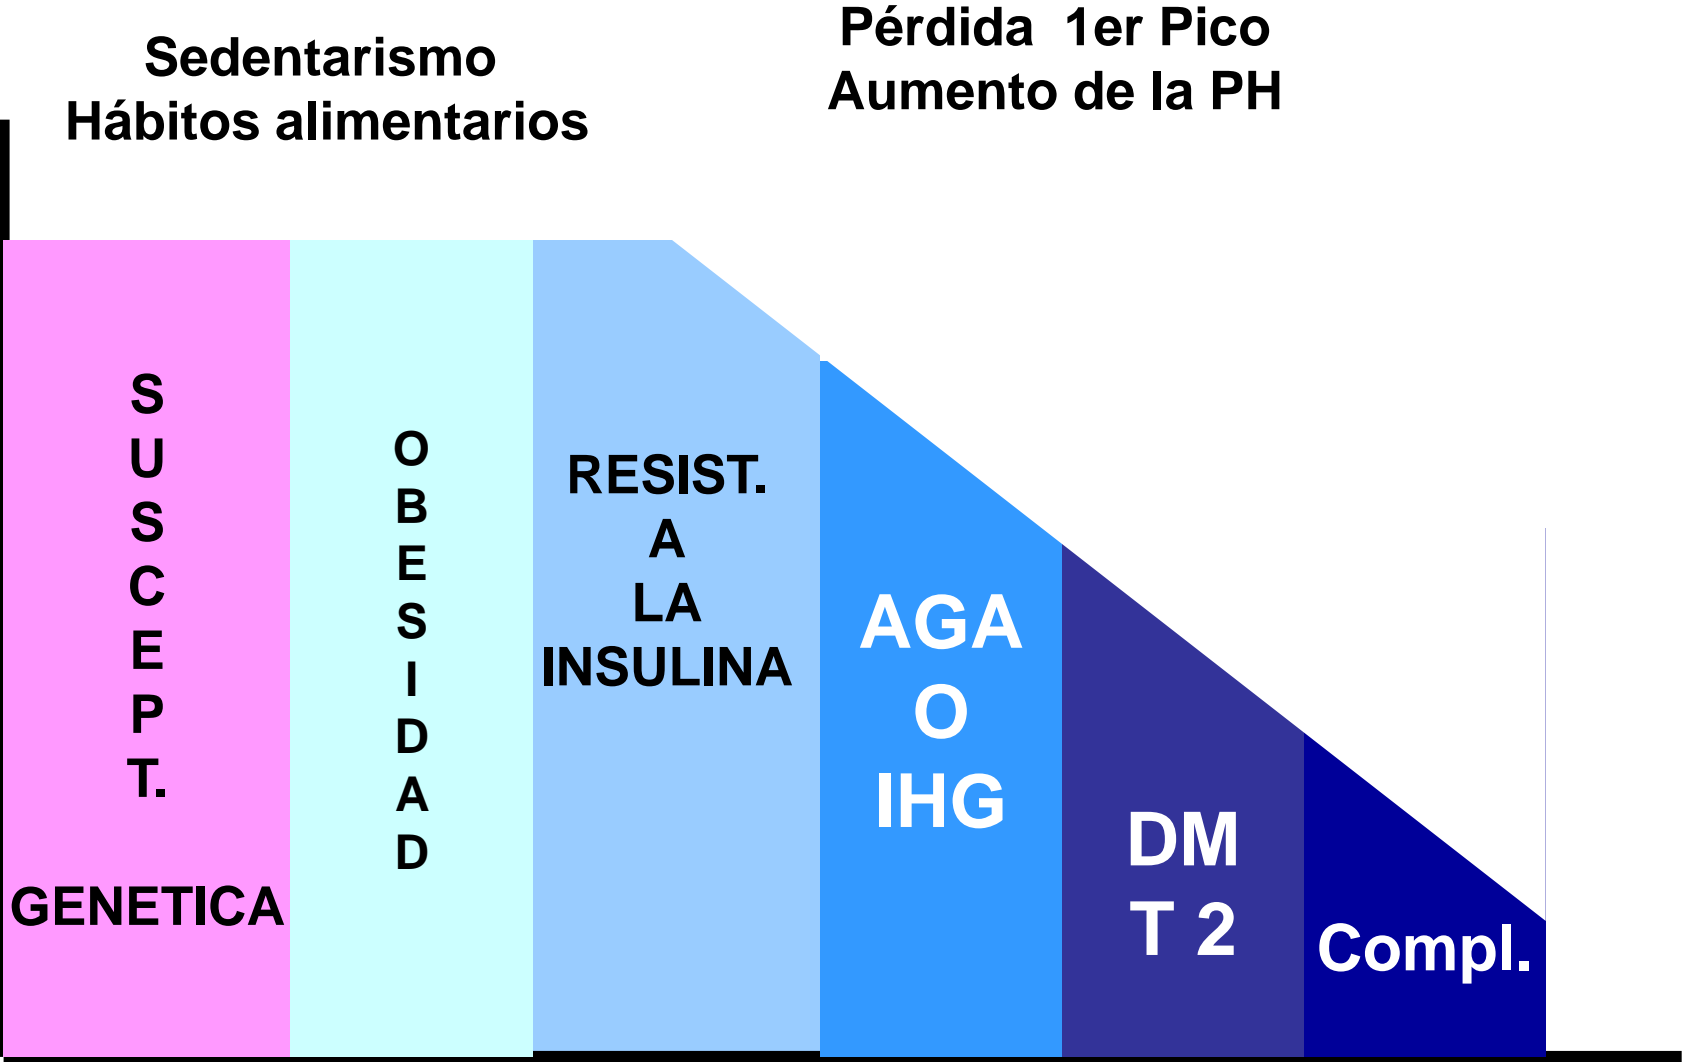 Sedentarismo
Hábitos alimentarios
Pérdida 1er Pico
Aumento de la PH
S
U
S
C
E
P
T.
GENETICA
O
B
E
S
I
D
A
D
RESIST.
A
LA
INSULINA
AGA
O
IHG
DM
T 2
Compl.